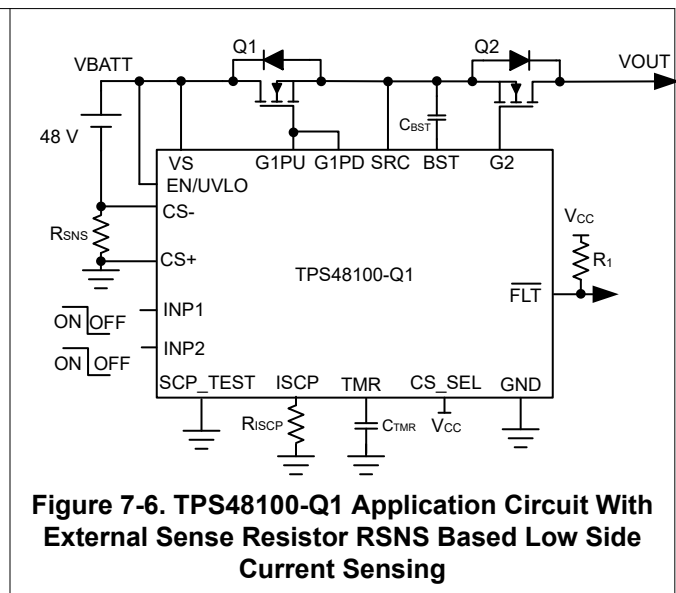 Q1
Q2
VBATT
VOUT
CBST
48 V
VS
G1PU
G1PD
SRC
BST
G2
EN/UVLO
CS-
RSNS
VCC
CS+
R1
TPS48100-Q1
FLT
INP1
ON OFF
INP2
ON OFF
SCP_TEST
ISCP
TMR
CS_SEL
GND
RISCP
CTMR
VCC
Figure 7-6. TPS48100-Q1 Application Circuit With
External Sense Resistor RSNS Based Low Side
Current Sensing